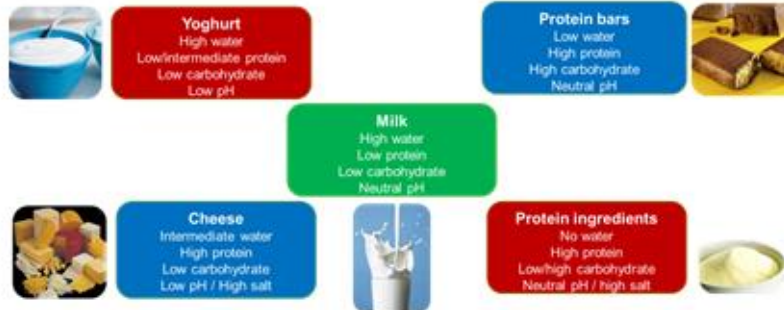 Yoghurt
High water
Low/intermediate protein
Low carbohydrate
Low pH
Protein bars
Low water
High protein
High carbohydrate
Neutral pH
Milk
High water
Low protein
Low carbohydrate
Neutral pH
Cheese
Intermediate water
High protein
Low carbohydrate
Low pH / High salt
Protein ingredients
No water
High protein
Low/high carbohydrate
Neutral pH / high salt